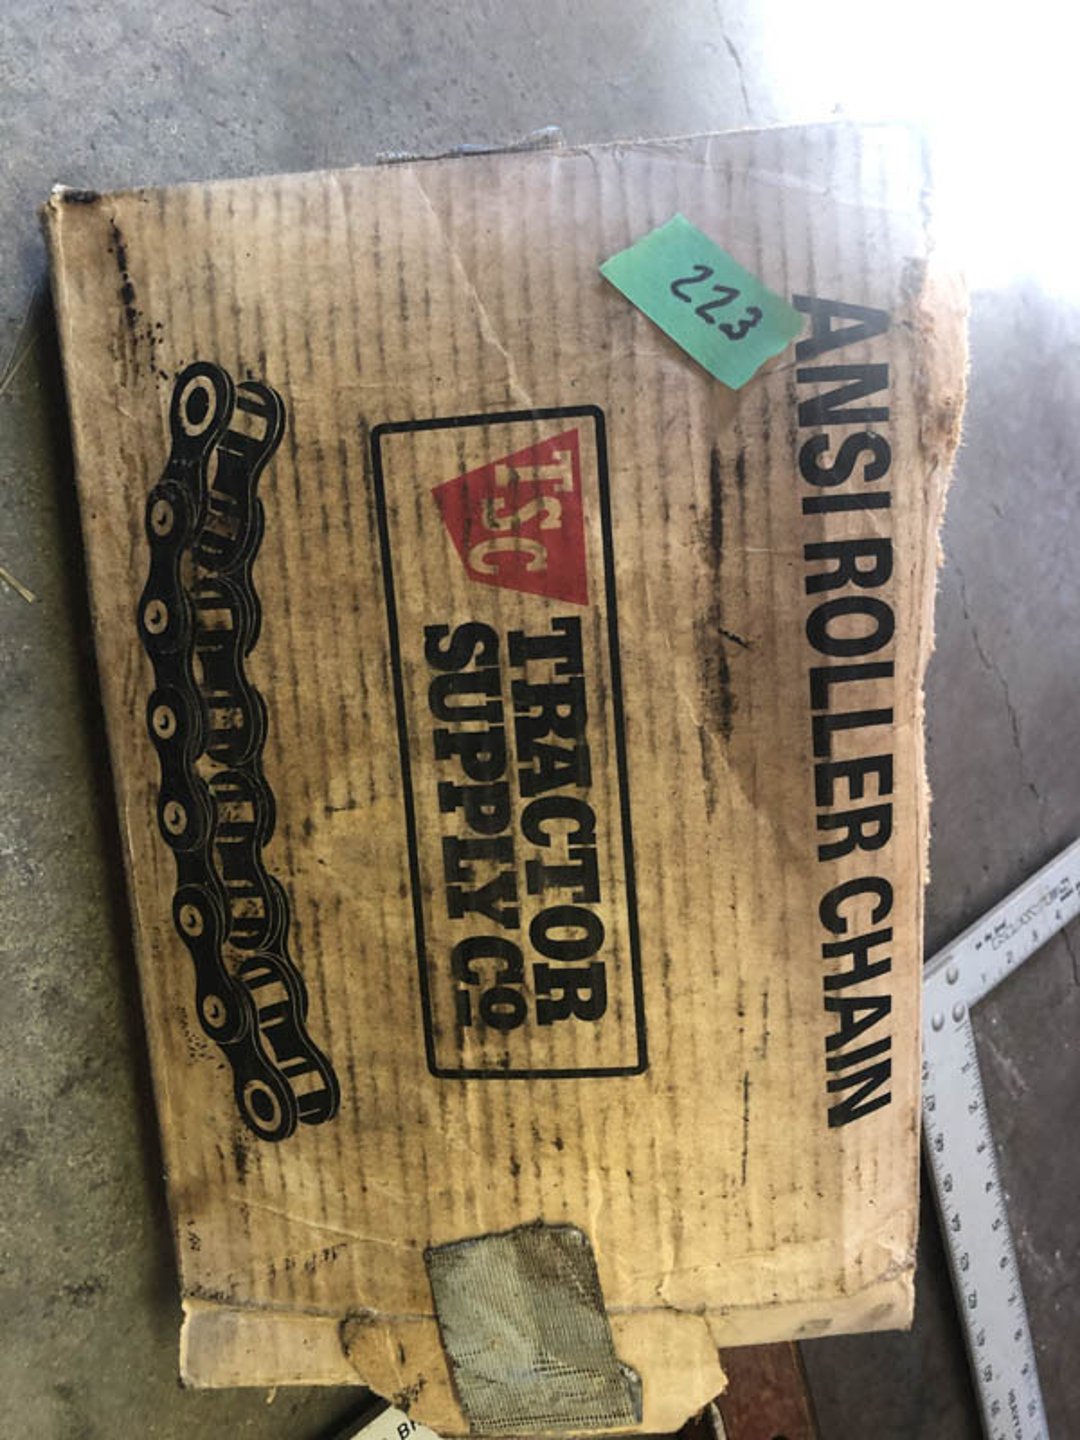 223
ANSI ROLLER CHAIN
TSC
TRACTOR
SUPPLY CO